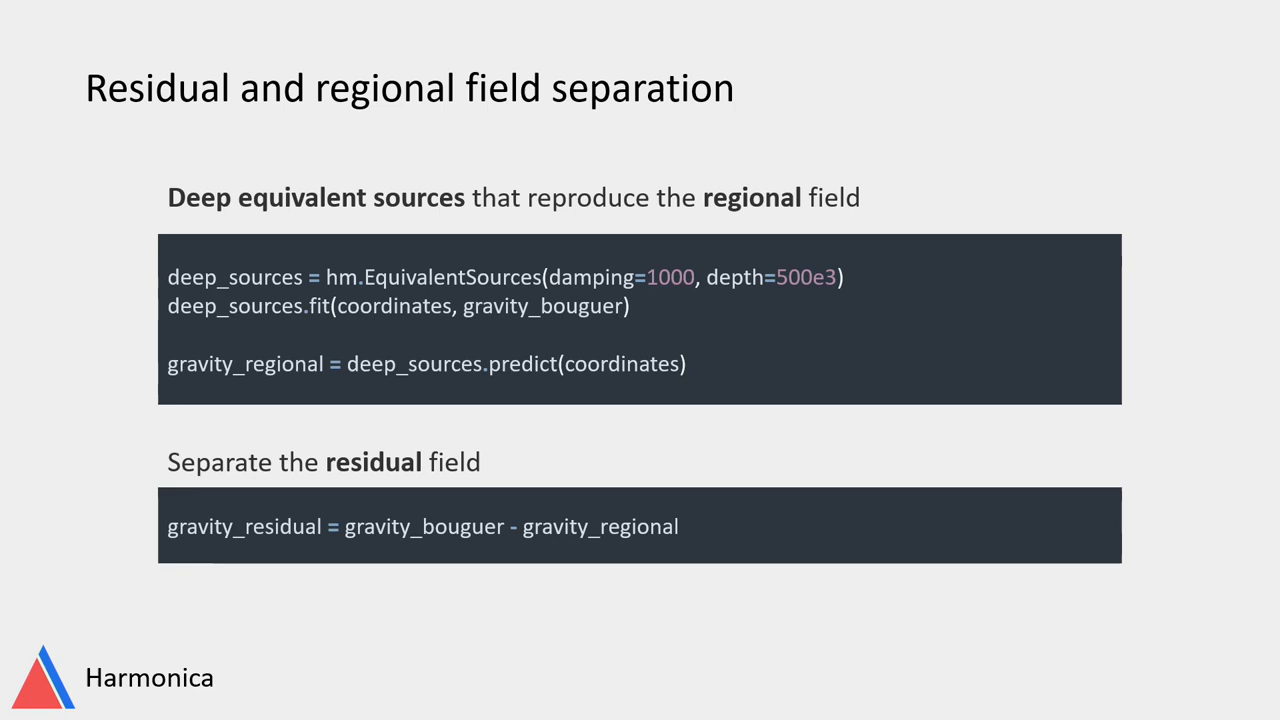 Residual and regional field separation
Deep equivalent sources that reproduce the regional field
deep_sources = hm.EquivalentSources(damping=1000, depth=500e3)
deep_sources.fit(coordinates, gravity_bouguer)
gravity_regional = deep_sources.predict(coordinates)
Separate the residual field
gravity_residual = gravity_bouguer - gravity_regional
Harmonica